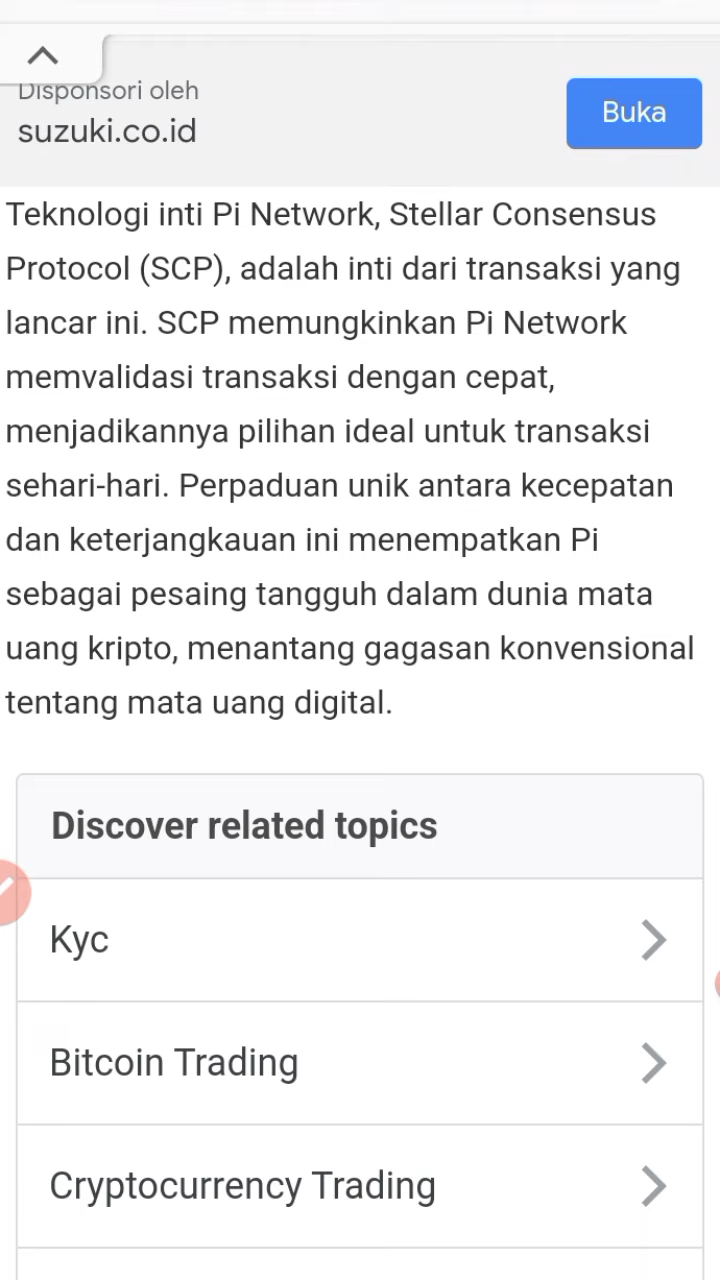 Disponsori oleh
suzuki.co.id
Buka
Teknologi inti Pi Network, Stellar Consensus
Protocol (SCP), adalah inti dari transaksi yang
lancar ini. SCP memungkinkan Pi Network
memvalidasi transaksi dengan cepat,
menjadikannya pilihan ideal untuk transaksi
sehari-hari. Perpaduan unik antara kecepatan
dan keterjangkauan ini menempatkan Pi
sebagai pesaing tangguh dalam dunia mata
uang kripto, menantang gagasan konvensional
tentang mata uang digital.
Discover related topics
Kyc
Bitcoin Trading
Cryptocurrency Trading